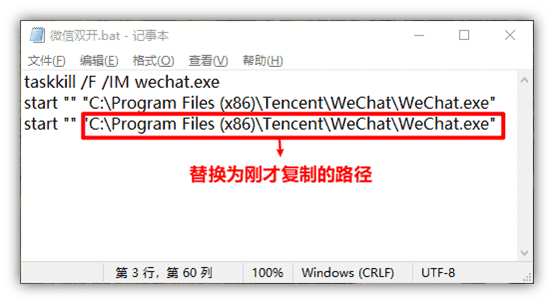 微信双开.bat - 记事本
文件(F) 编辑(E) 格式(O) 查看(V) 帮助(H)
taskkill /F /IM wechat.exe
start "" "C:\Program Files (x86)\Tencent\WeChat\WeChat.exe"
start "" "C:\Program Files (x86)\Tencent\WeChat\WeChat.exe"
替换为刚才复制的路径
第 3 行，第 60 列 100% Windows (CRLF) UTF-8